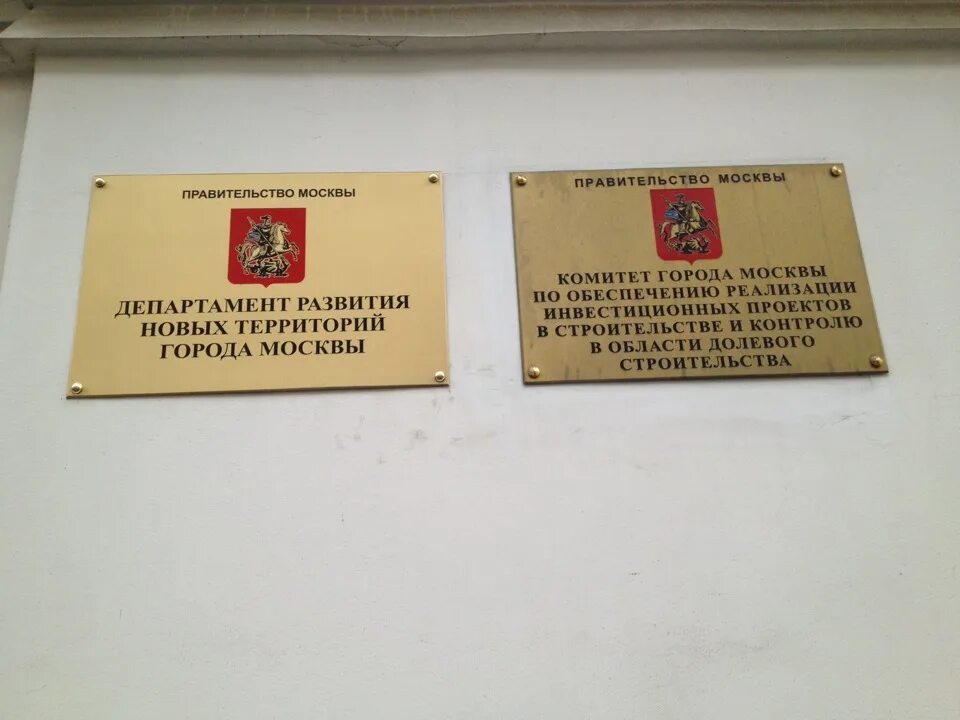 ПРАВИТЕЛЬСТВО МОСКВЫ
ДЕПАРТАМЕНТ РАЗВИТИЯ
НОВЫХ ТЕРРИТОРИЙ
ГОРОДА МОСКВЫ
ПРАВИТЕЛЬСТВО МОСКВЫ
КОМИТЕТ ГОРОДА МОСКВЫ
ПО ОБЕСПЕЧЕНИЮ РЕАЛИЗАЦИИ
ИНВЕСТИЦИОННЫХ ПРОЕКТОВ
В СТРОИТЕЛЬСТВЕ И КОНТРОЛЮ
В ОБЛАСТИ ДОЛЕВОГО
СТРОИТЕЛЬСТВА